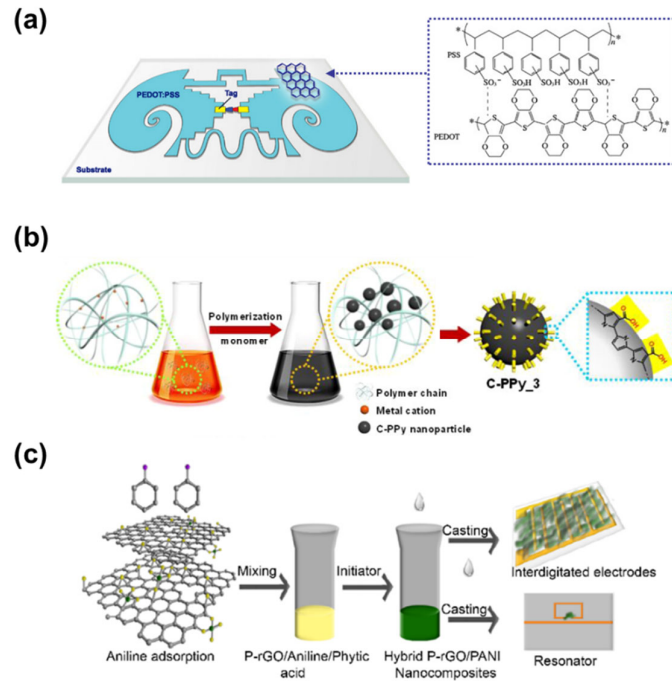 (a)
PEDOT:PSS
Tag
Substrate
PSS
]n*
SO₃⁻ SO₃H SO₃H SO₃H SO₃⁻
PEDOT
(b)
Polymerization
monomer
Polymer chain
Metal cation
C-PPy nanoparticle
C-PPy_3
(c)
Aniline adsorption
Mixing
P-rGO/Aniline/Phytic
acid
Initiator
Hybrid P-rGO/PANI
Nanocomposites
Casting
Interdigitated electrodes
Casting
Resonator